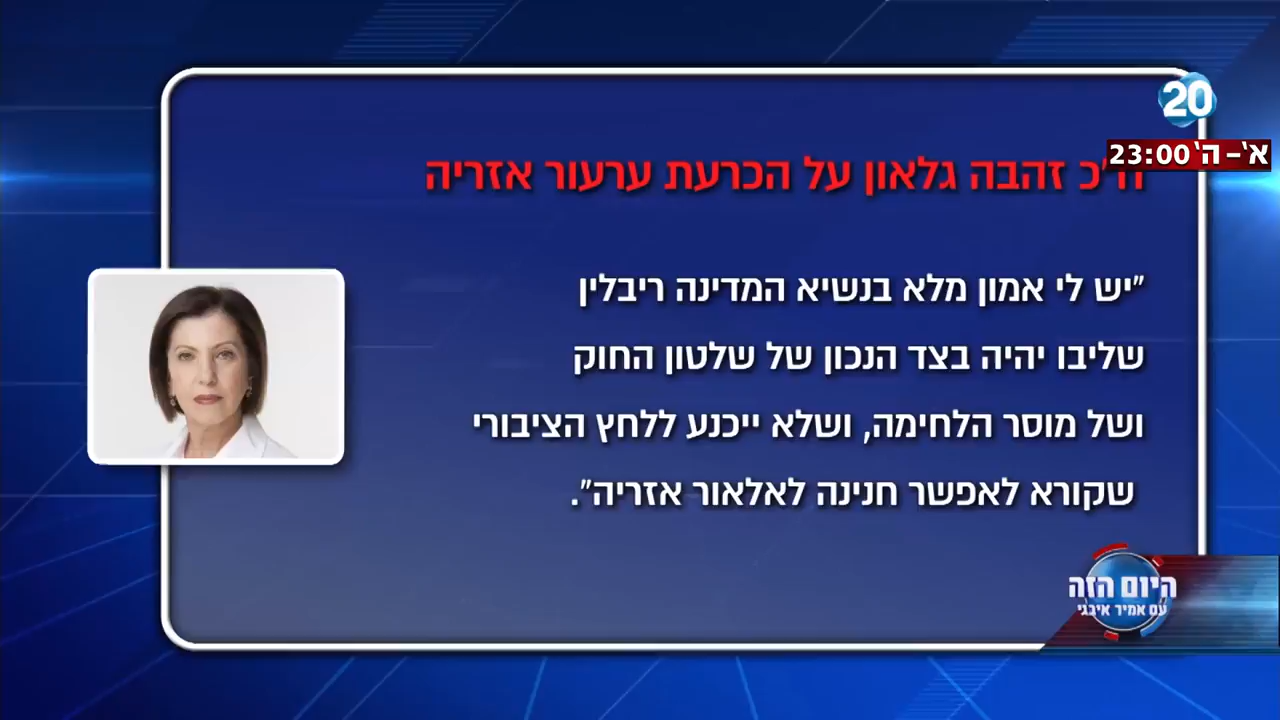 20
א'-ה' 23:00
ח"כ זהבה גלאון על הכרעת ערעור אזריה
"יש לי אמון מלא בנשיא המדינה ריבלין
שליבו יהיה בצד הנכון של שלטון החוק
ושל מוסר הלחימה, ושלא ייכנע ללחץ הציבורי
שקורא לאפשר חנינה לאלאור אזריה".
היום הזה
עם אמיר איבגי